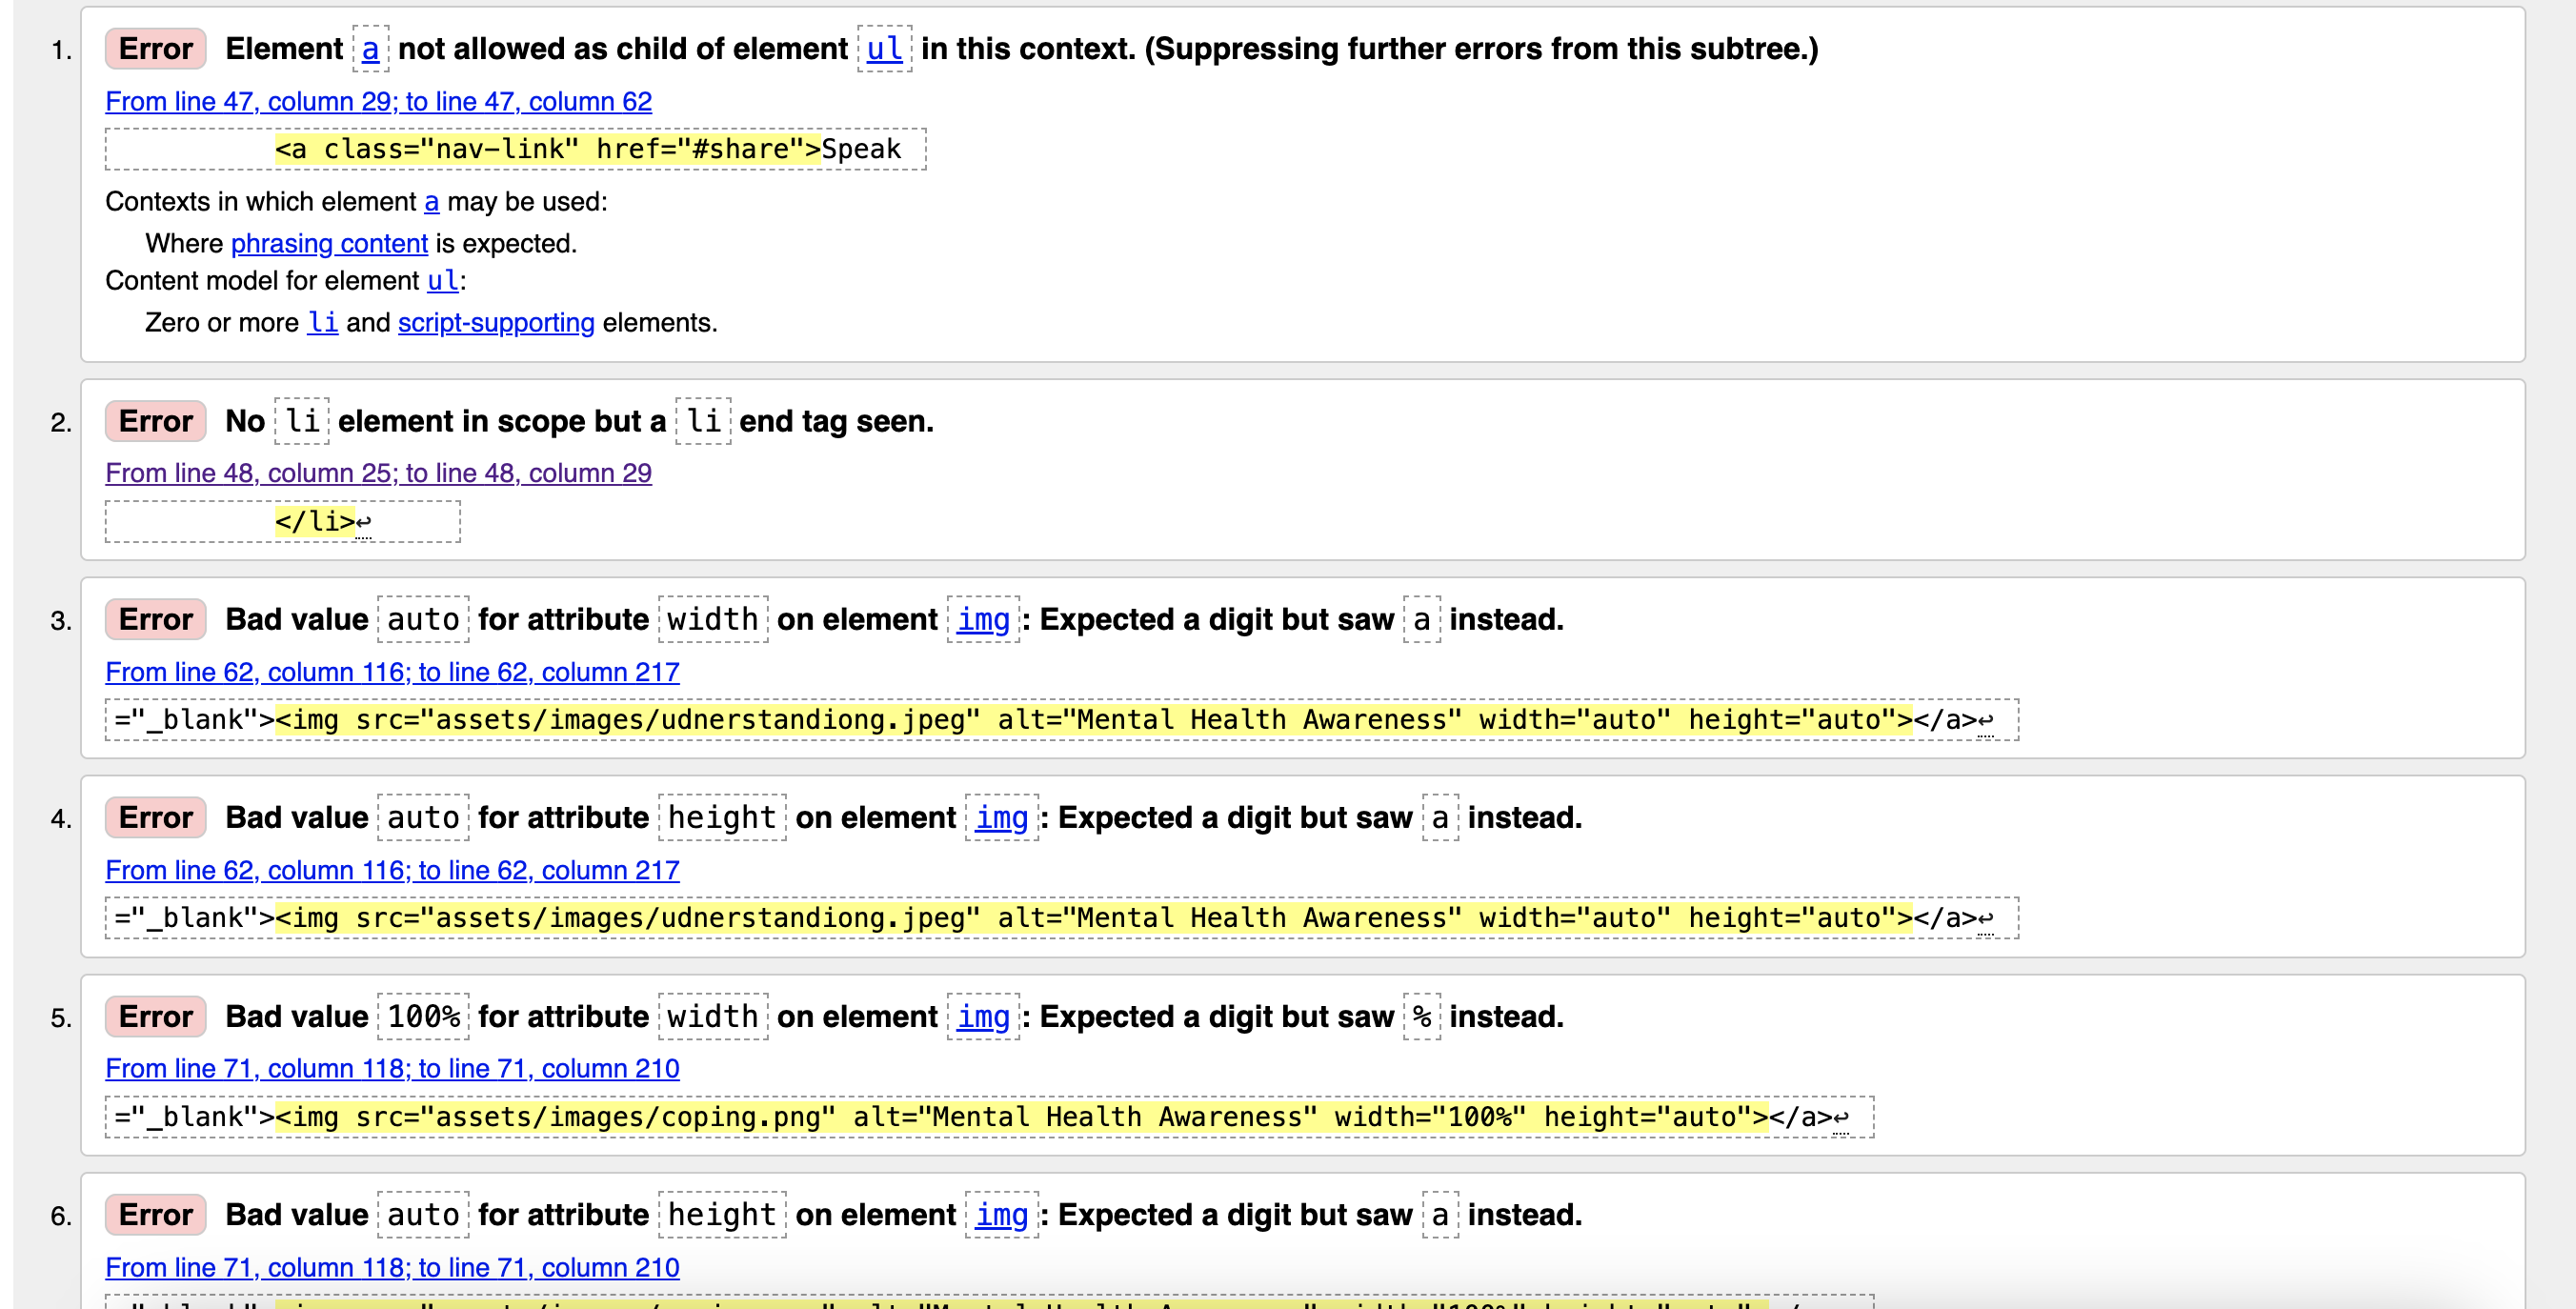 1. Error Element a not allowed as child of element ul in this context. (Suppressing further errors from this subtree.)
From line 47, column 29; to line 47, column 62
<a class="nav-link" href="#share">Speak
Contexts in which element a may be used:
Where phrasing content is expected.
Content model for element ul:
Zero or more li and script-supporting elements.
2. Error No li element in scope but a li end tag seen.
From line 48, column 25; to line 48, column 29
</li>↩
3. Error Bad value auto for attribute width on element img: Expected a digit but saw a instead.
From line 62, column 116; to line 62, column 217
="_blank"><img src="assets/images/udnerstandiong.jpeg" alt="Mental Health Awareness" width="auto" height="auto"></a>↩
4. Error Bad value auto for attribute height on element img: Expected a digit but saw a instead.
From line 62, column 116; to line 62, column 217
="_blank"><img src="assets/images/udnerstandiong.jpeg" alt="Mental Health Awareness" width="auto" height="auto"></a>↩
5. Error Bad value 100% for attribute width on element img: Expected a digit but saw % instead.
From line 71, column 118; to line 71, column 210
="_blank"><img src="assets/images/coping.png" alt="Mental Health Awareness" width="100%" height="auto"></a>↩
6. Error Bad value auto for attribute height on element img: Expected a digit but saw a instead.
From line 71, column 118; to line 71, column 210